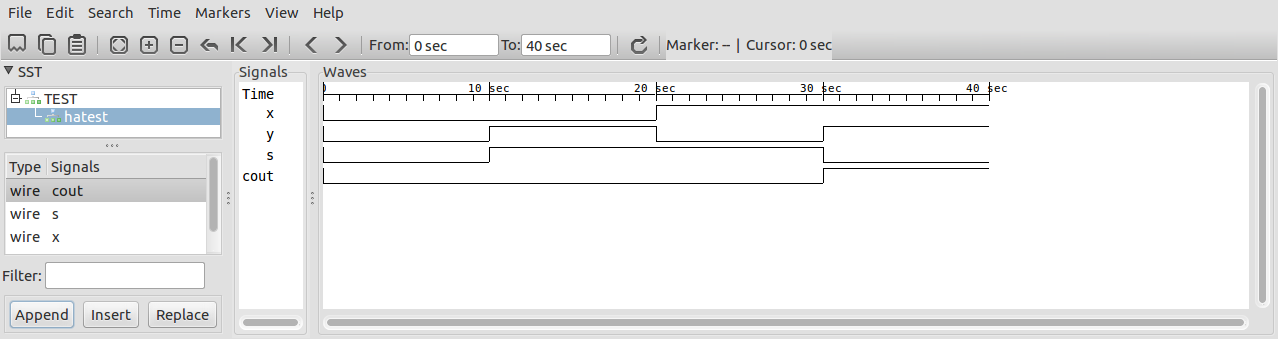 File Edit Search Time Markers View Help
From: 0 sec To: 40 sec Marker: -- | Cursor: 0 sec
SST
TEST
hatest
Type Signals
wire cout
wire s
wire x
Filter:
Append Insert Replace
Signals
Time
x
y
s
cout
Waves
0 10 sec 20 sec 30 sec 40 sec